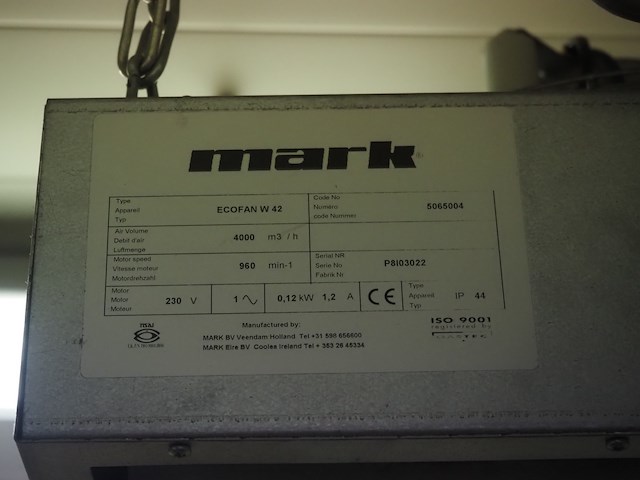 mark
Type
Appareil
Typ
ECOFAN W 42
Code No
Numéro
code Nummer
5065004
Air Volume
Debit d'air
Luftmenge
4000 m3 / h
Motor speed
Vitesse moteur
Motordrehzahl
960 min-1
Serial NR.
Serie No
Fabrik Nr.
P8I03022
Motor
Motor
Moteur
230 V
1
0,12 kW 1,2 A
CE
Type
Appareil
Typ
IP 44
Manufactured by:
MARK BV Veendam Holland Tel +31 598 656600
MARK Eire BV Coolea Ireland Tel + 353 26 45334
ISO 9001
registered by